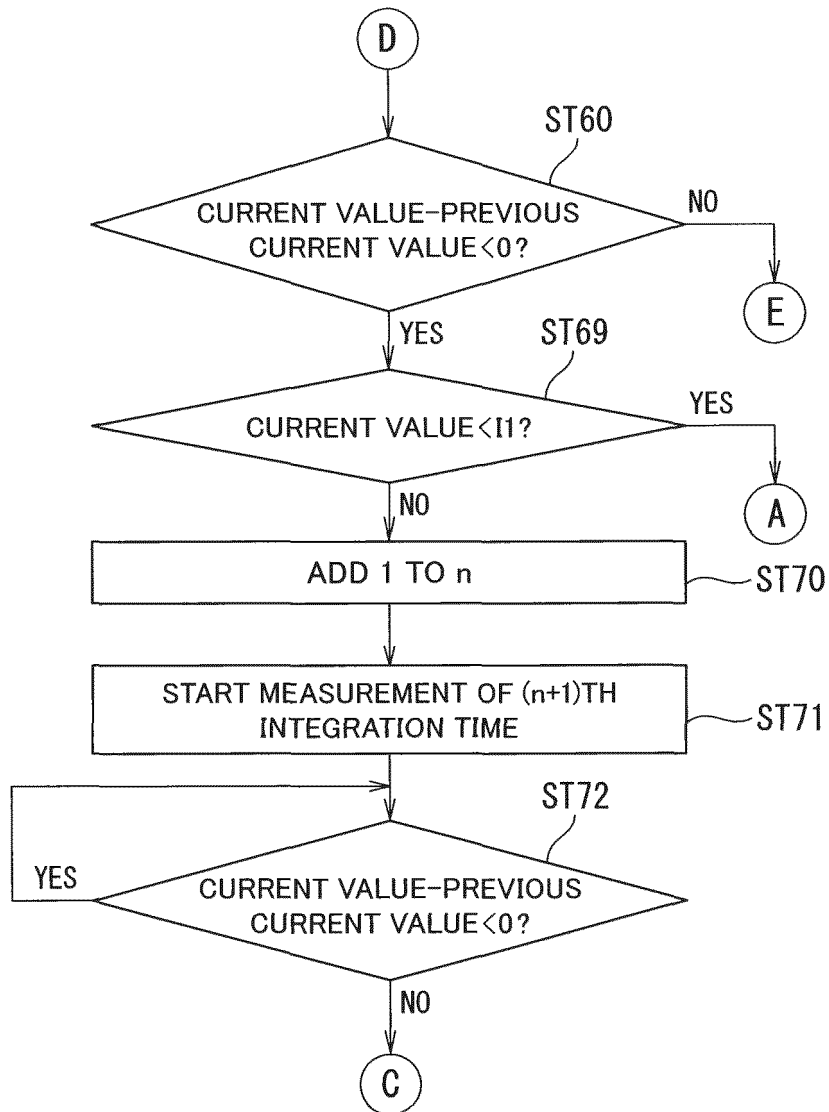 D
ST60
CURRENT VALUE-PREVIOUS
CURRENT VALUE<0?
NO
E
YES
ST69
CURRENT VALUE<I1?
YES
A
NO
ADD 1 TO n
ST70
START MEASUREMENT OF (n+1)TH
INTEGRATION TIME
ST71
ST72
YES
CURRENT VALUE-PREVIOUS
CURRENT VALUE<0?
NO
C